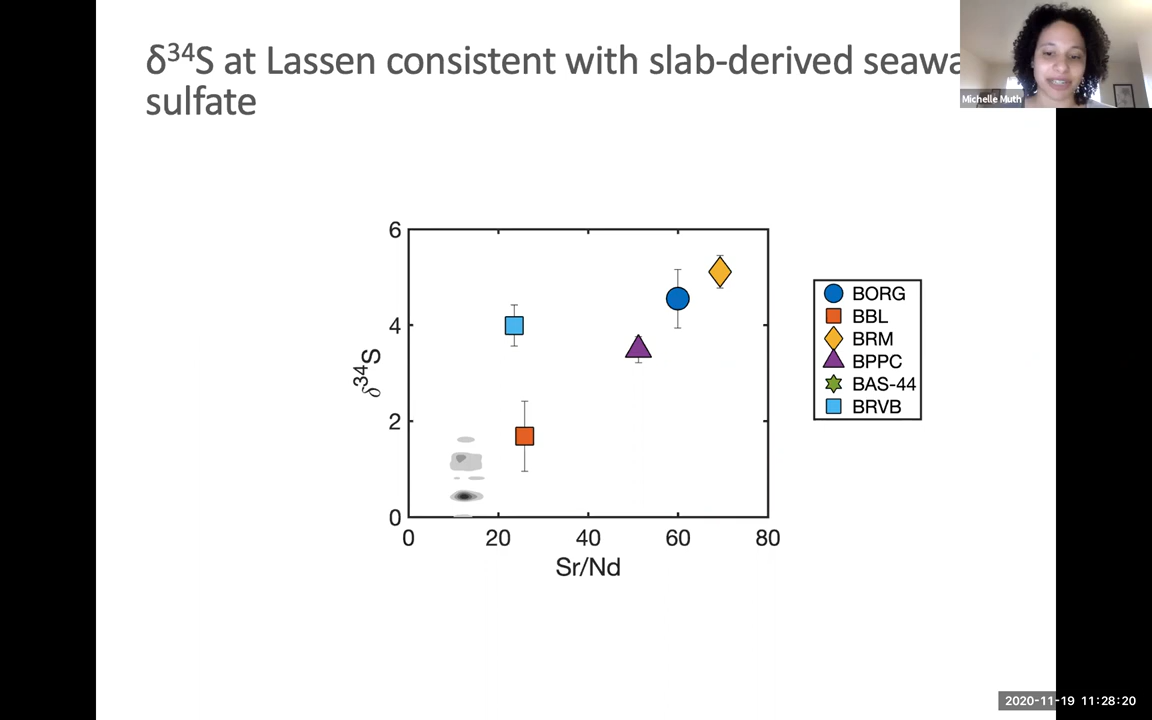 δ³⁴S at Lassen consistent with slab-derived
sulfate
Michelle Muth
6
4
2
0
δ³⁴S
0 20 40 60 80
Sr/Nd
BORG
BBL
BRM
BPPC
BAS-44
BRVB
2020-11-19 11:28:20